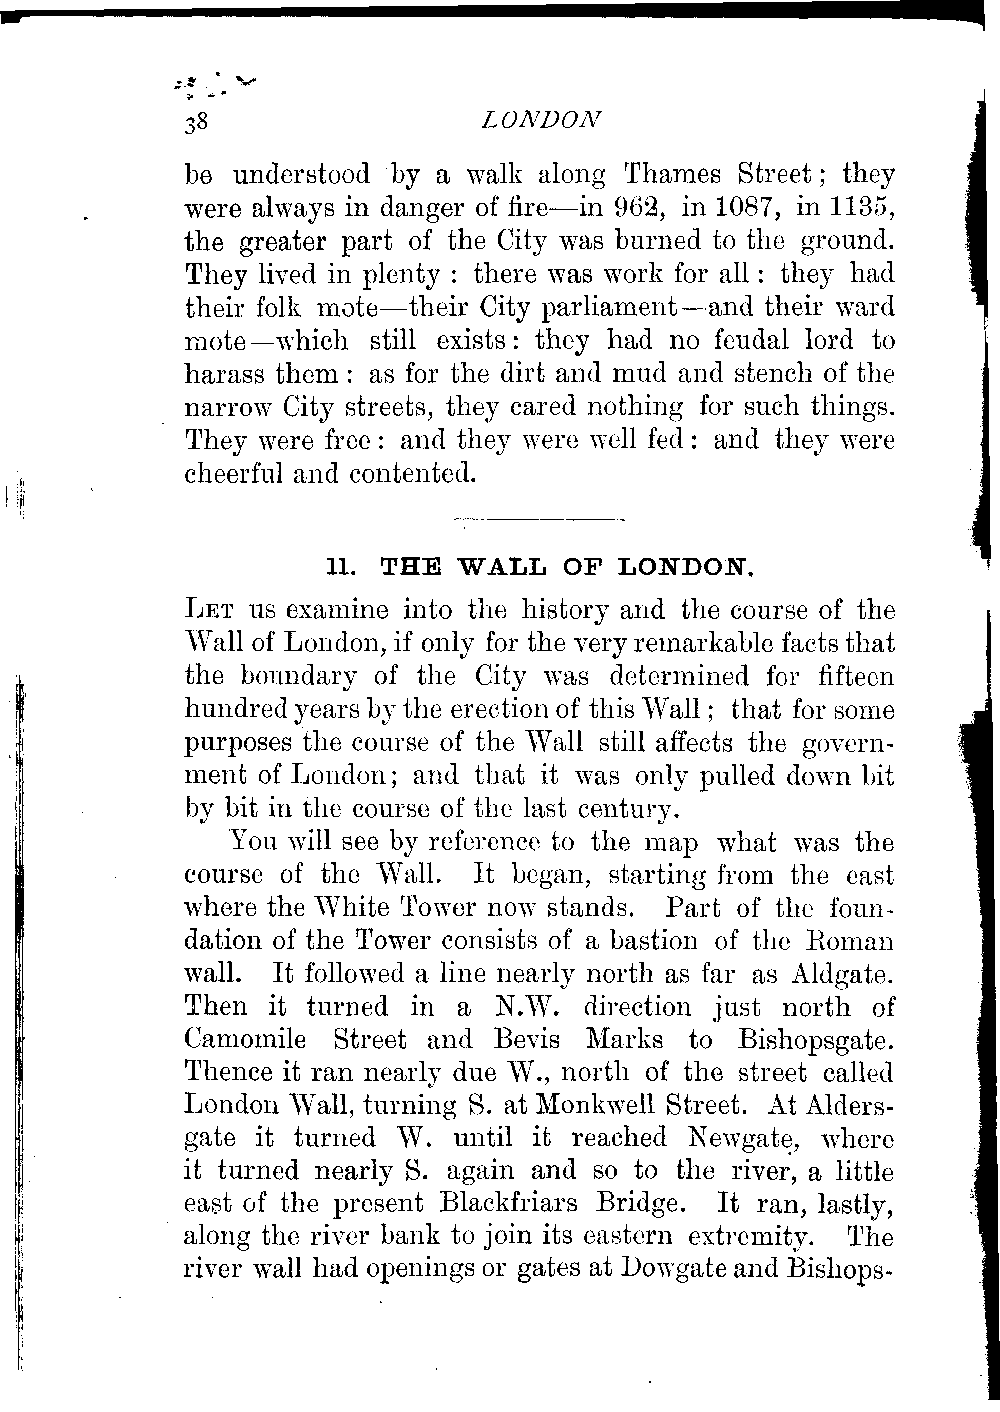 38 LONDON
be understood by a walk along Thames Street; they
were always in danger of fire—in 962, in 1087, in 1135,
the greater part of the City was burned to the ground.
They lived in plenty : there was work for all : they had
their folk mote—their City parliament—and their ward
mote—which still exists: they had no feudal lord to
harass them : as for the dirt and mud and stench of the
narrow City streets, they cared nothing for such things.
They were free: and they were well fed: and they were
cheerful and contented.
11. THE WALL OF LONDON.
LET us examine into the history and the course of the
Wall of London, if only for the very remarkable facts that
the boundary of the City was determined for fifteen
hundred years by the erection of this Wall; that for some
purposes the course of the Wall still affects the govern-
ment of London; and that it was only pulled down bit
by bit in the course of the last century.
You will see by reference to the map what was the
course of the Wall. It began, starting from the east
where the White Tower now stands. Part of the foun-
dation of the Tower consists of a bastion of the Roman
wall. It followed a line nearly north as far as Aldgate.
Then it turned in a N.W. direction just north of
Camomile Street and Bevis Marks to Bishopsgate.
Thence it ran nearly due W., north of the street called
London Wall, turning S. at Monkwell Street. At Alders-
gate it turned W. until it reached Newgate, where
it turned nearly S. again and so to the river, a little
east of the present Blackfriars Bridge. It ran, lastly,
along the river bank to join its eastern extremity. The
river wall had openings or gates at Dowgate and Bishops-